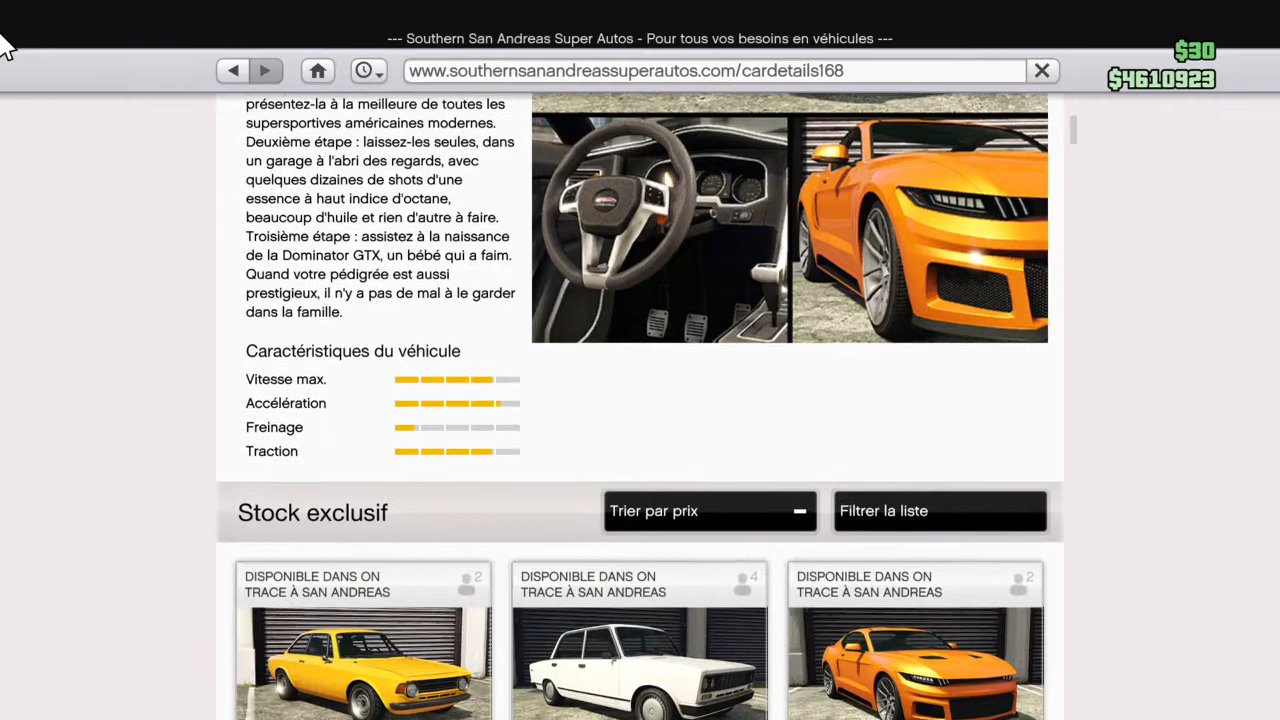 --- Southern San Andreas Super Autos - Pour tous vos besoins en véhicules ---
$30
www.southernsanandreassuperautos.com/cardetails168
$4610923
présentez-la à la meilleure de toutes les
supersportives américaines modernes.
Deuxième étape : laissez-les seules, dans
un garage à l'abri des regards, avec
quelques dizaines de shots d'une
essence à haut indice d'octane,
beaucoup d'huile et rien d'autre à faire.
Troisième étape : assistez à la naissance
de la Dominator GTX, un bébé qui a faim.
Quand votre pédigrée est aussi
prestigieux, il n'y a pas de mal à le garder
dans la famille.
Caractéristiques du véhicule
Vitesse max.
Accélération
Freinage
Traction
Stock exclusif
Trier par prix
Filtrer la liste
DISPONIBLE DANS ON
TRACE À SAN ANDREAS
2
DISPONIBLE DANS ON
TRACE À SAN ANDREAS
4
DISPONIBLE DANS ON
TRACE À SAN ANDREAS
2